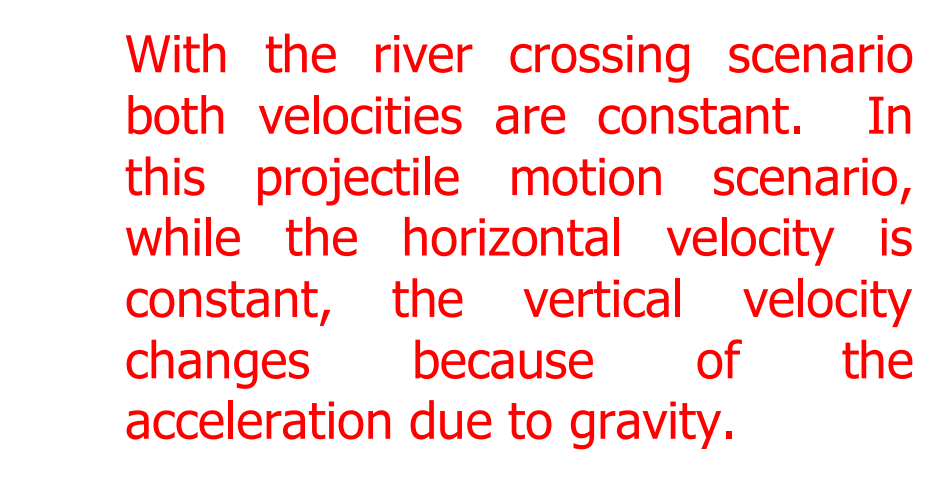 With the river crossing scenario
both velocities are constant. In
this projectile motion scenario,
while the horizontal velocity is
constant, the vertical velocity
changes because of the
acceleration due to gravity.